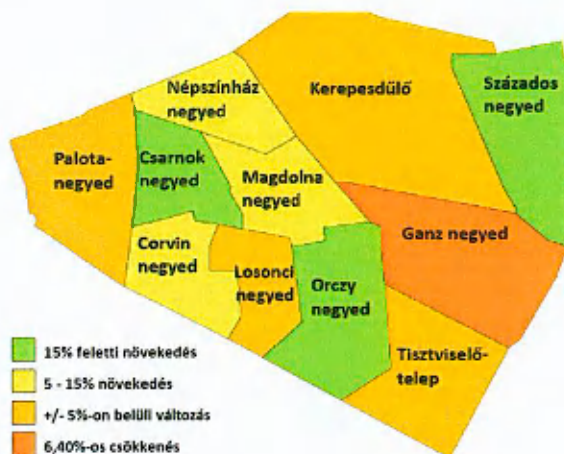 Népszínház
negyed
Kerepesdűlő
Százados
negyed
Palota-
negyed
Csarnok
negyed
Magdolna
negyed
Ganz negyed
Corvin
negyed
Losonci
negyed
Orczy
negyed
Tisztviselő-
telep
15% feletti növekedés
5 - 15% növekedés
+/- 5%-on belüli változás
6,40%-os csökkenés